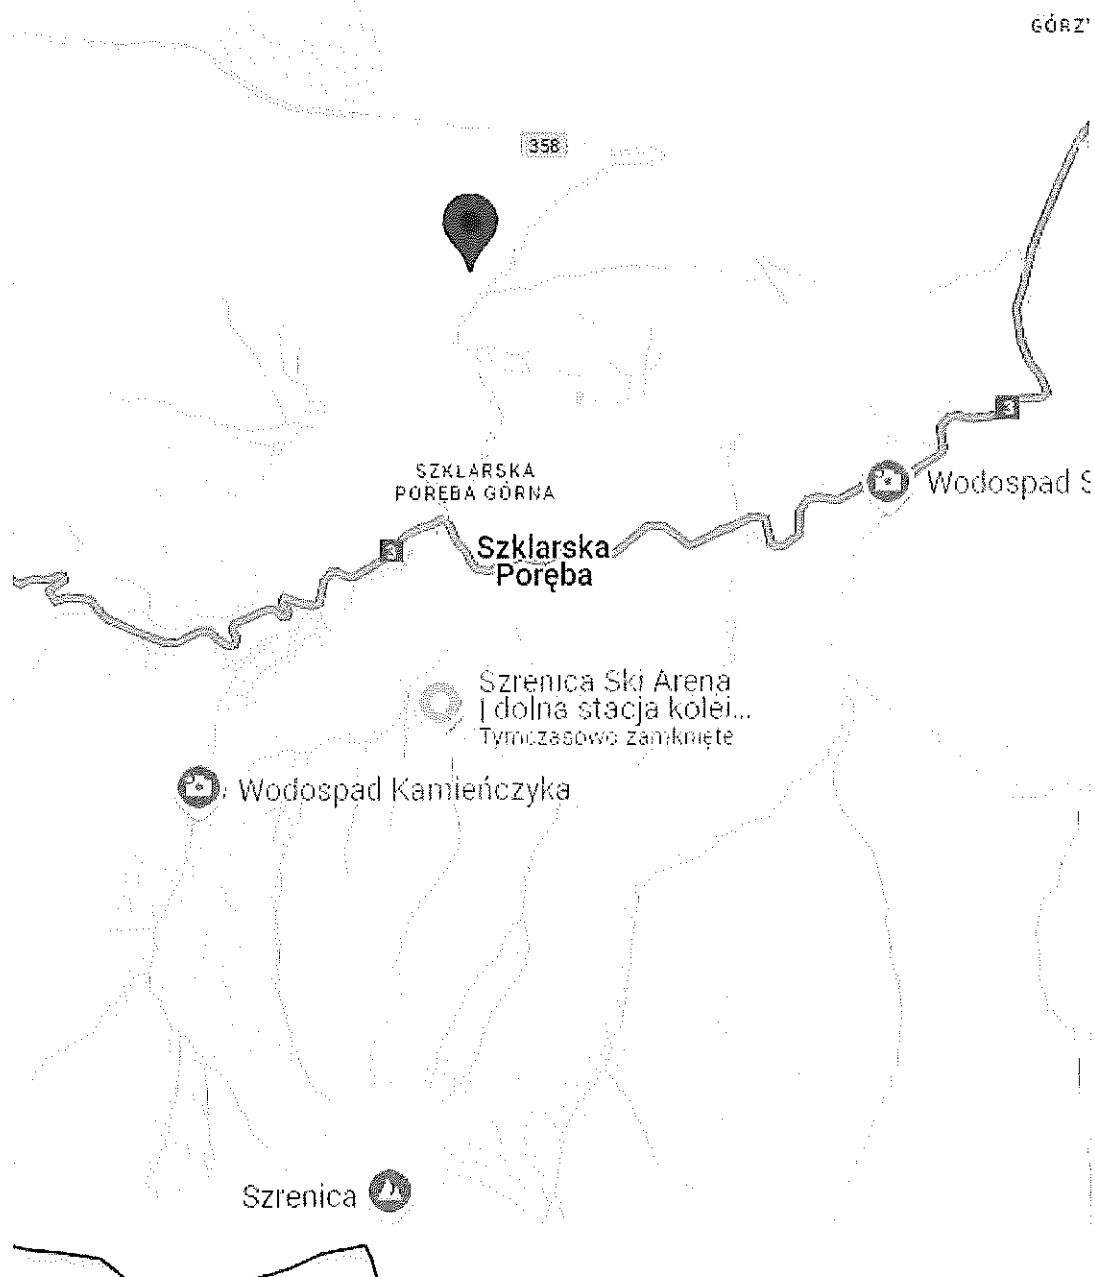 GÓRZ
358
3
SZKLARSKA
PORĘBA GÓRNA
Wodospad S
3
Szklarska
Poręba
Szrenica Ski Arena
i dolna stacja kolei...
Tymczasowo zamknięte
Wodospad Kamieńczyka
Szrenica